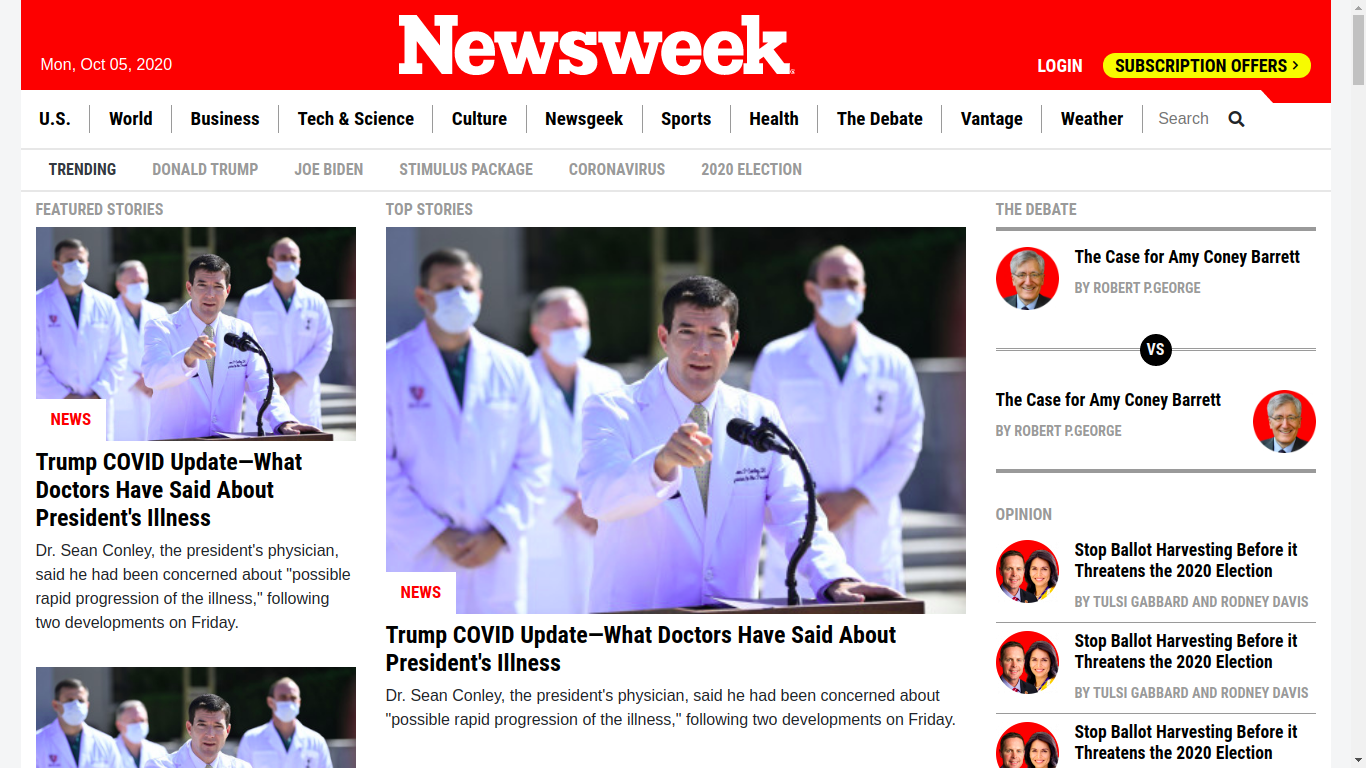 Newsweek
Mon, Oct 05, 2020
LOGIN
SUBSCRIPTION OFFERS
U.S.
World
Business
Tech & Science
Culture
Newsgeek
Sports
Health
The Debate
Vantage
Weather
Search
TRENDING
DONALD TRUMP
JOE BIDEN
STIMULUS PACKAGE
CORONAVIRUS
2020 ELECTION
FEATURED STORIES
NEWS
Trump COVID Update—What
Doctors Have Said About
President's Illness
Dr. Sean Conley, the president's physician,
said he had been concerned about "possible
rapid progression of the illness," following
two developments on Friday.
TOP STORIES
NEWS
Trump COVID Update—What Doctors Have Said About
President's Illness
Dr. Sean Conley, the president's physician, said he had been concerned about
"possible rapid progression of the illness," following two developments on Friday.
THE DEBATE
The Case for Amy Coney Barrett
BY ROBERT P.GEORGE
VS
The Case for Amy Coney Barrett
BY ROBERT P.GEORGE
OPINION
Stop Ballot Harvesting Before it
Threatens the 2020 Election
BY TULSI GABBARD AND RODNEY DAVIS
Stop Ballot Harvesting Before it
Threatens the 2020 Election
BY TULSI GABBARD AND RODNEY DAVIS
Stop Ballot Harvesting Before it
Threatens the 2020 Election